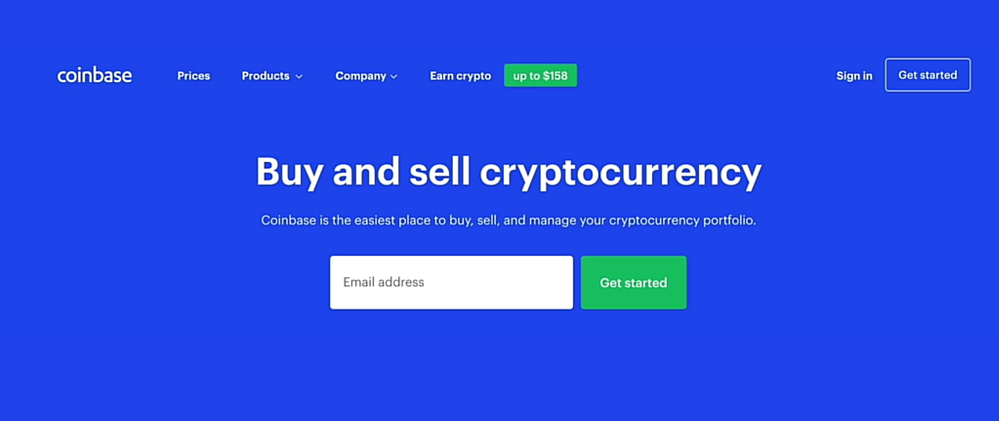 coinbase Prices Products Company Earn crypto up to $158 Sign in Get started
Buy and sell cryptocurrency
Coinbase is the easiest place to buy, sell, and manage your cryptocurrency portfolio.
Email address Get started